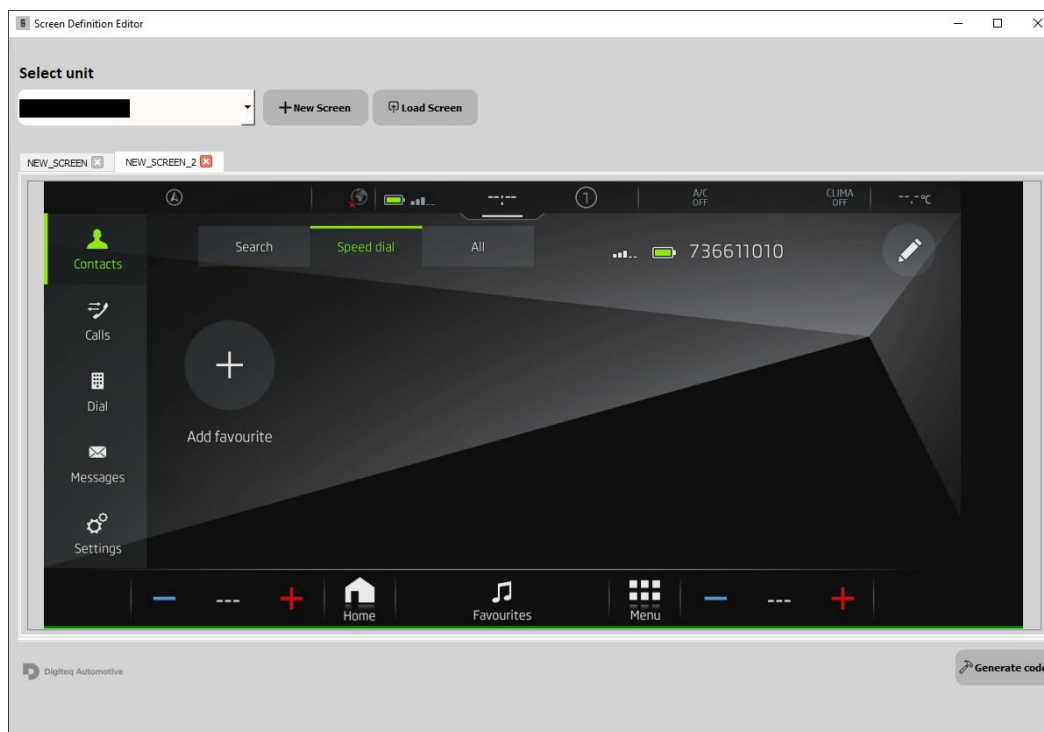 Screen Definition Editor
Select unit
New Screen
Load Screen
NEW_SCREEN
NEW_SCREEN_2
--:--
1
A/C
OFF
CLIMA
OFF
--.-°C
Contacts
Search
Speed dial
All
736611010
Calls
Dial
Add favourite
Messages
Settings
---
Home
Favourites
Menu
---
Digiteq Automotive
Generate code